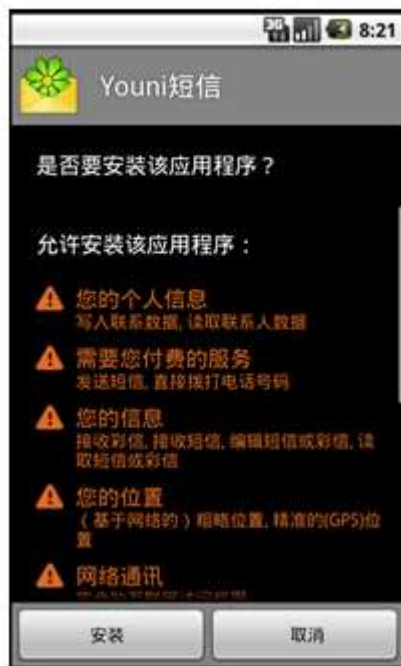 3G
8:21
Youni短信
是否要安装该应用程序？
允许安装该应用程序：
您的个人信息
写入联系数据, 读取联系人数据
需要您付费的服务
发送短信, 直接拨打电话号码
您的信息
接收彩信, 接收短信, 编辑短信或彩信, 读
取短信或彩信
您的位置
（基于网络的）粗略位置, 精准的(GPS)位
置
网络通讯
安装
取消